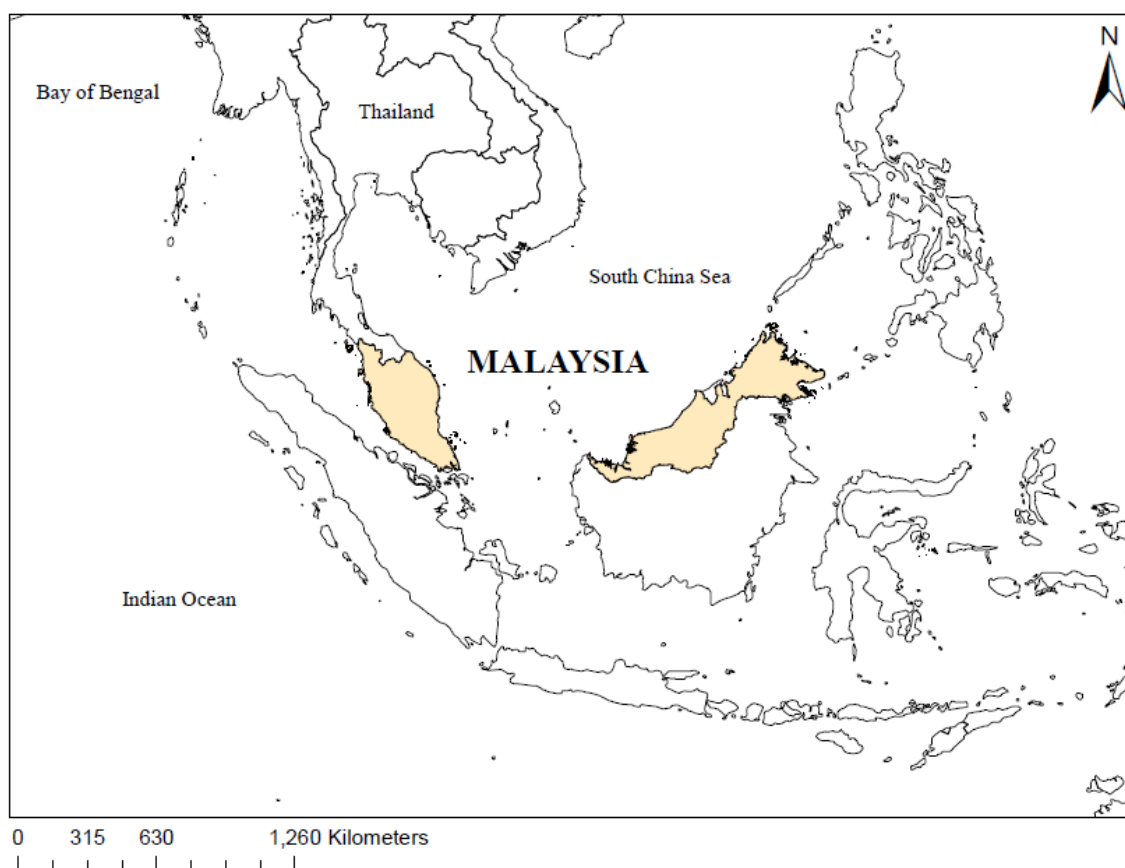 N
Bay of Bengal
Thailand
South China Sea
MALAYSIA
Indian Ocean
0 315 630 1,260 Kilometers